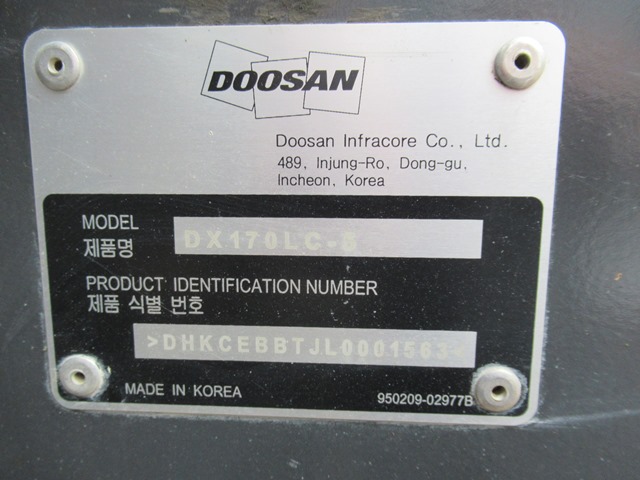 DOOSAN
Doosan Infracore Co., Ltd.
489, Injung-Ro, Dong-gu,
Incheon, Korea
MODEL
제품명
DX170LC-5
PRODUCT IDENTIFICATION NUMBER
제품 식별 번호
>DHKCEBBTJL0001563<
MADE IN KOREA
950209-02977B